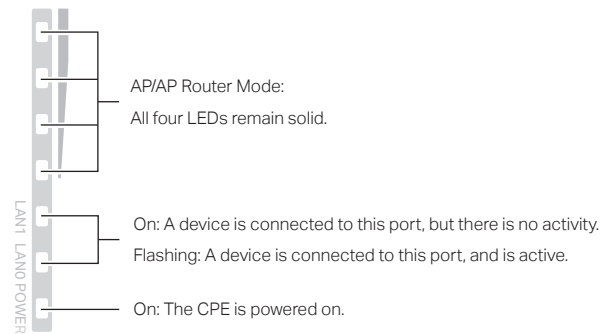 AP/AP Router Mode:
All four LEDs remain solid.
On: A device is connected to this port, but there is no activity.
Flashing: A device is connected to this port, and is active.
On: The CPE is powered on.
LAN1 LAN0 POWER